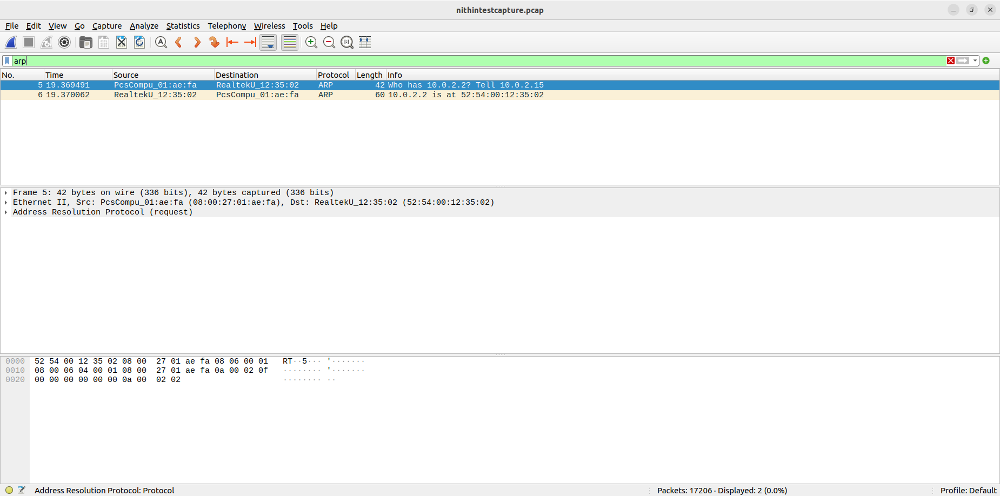 nithintestcapture.pcap
File Edit View Go Capture Analyze Statistics Telephony Wireless Tools Help
arp
No. Time Source Destination Protocol Length Info
5 19.369491 PcsCompu_01:ae:fa RealtekU_12:35:02 ARP 42 Who has 10.0.2.2? Tell 10.0.2.15
6 19.370062 RealtekU_12:35:02 PcsCompu_01:ae:fa ARP 60 10.0.2.2 is at 52:54:00:12:35:02
Frame 5: 42 bytes on wire (336 bits), 42 bytes captured (336 bits)
Ethernet II, Src: PcsCompu_01:ae:fa (08:00:27:01:ae:fa), Dst: RealtekU_12:35:02 (52:54:00:12:35:02)
Address Resolution Protocol (request)
0000 52 54 00 12 35 02 08 00 27 01 ae fa 08 06 00 01 RT··5··· '·······
0010 08 00 06 04 00 01 08 00 27 01 ae fa 0a 00 02 0f ········ '·······
0020 00 00 00 00 00 00 0a 00 02 02 ········ ··
Address Resolution Protocol: Protocol Packets: 17206 · Displayed: 2 (0.0%) Profile: Default